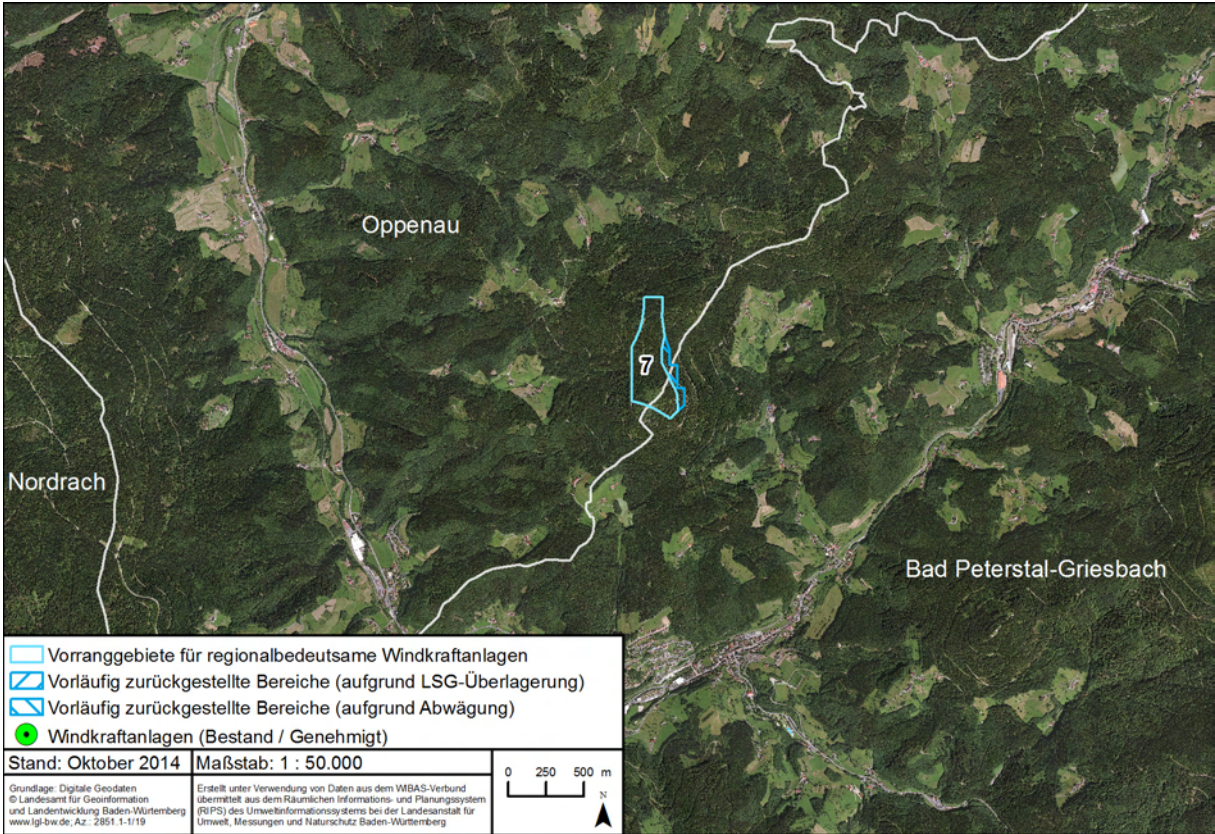 Oppenau
7
Nordrach
Bad Peterstal-Griesbach
Vorranggebiete für regionalbedeutsame Windkraftanlagen
Vorläufig zurückgestellte Bereiche (aufgrund LSG-Überlagerung)
Vorläufig zurückgestellte Bereiche (aufgrund Abwägung)
Windkraftanlagen (Bestand / Genehmigt)
Stand: Oktober 2014
Maßstab: 1 : 50.000
0 250 500 m
N
Grundlage: Digitale Geodaten
© Landesamt für Geoinformation
und Landentwicklung Baden-Württemberg
www.lgl-bw.de; Az.: 2851.1-1/19
Erstellt unter Verwendung von Daten aus dem WIBAS-Verbund
übermittelt aus dem Räumlichen Informations- und Planungssystem
(RIPS) des Umweltinformationssystems bei der Landesanstalt für
Umwelt, Messungen und Naturschutz Baden-Württemberg